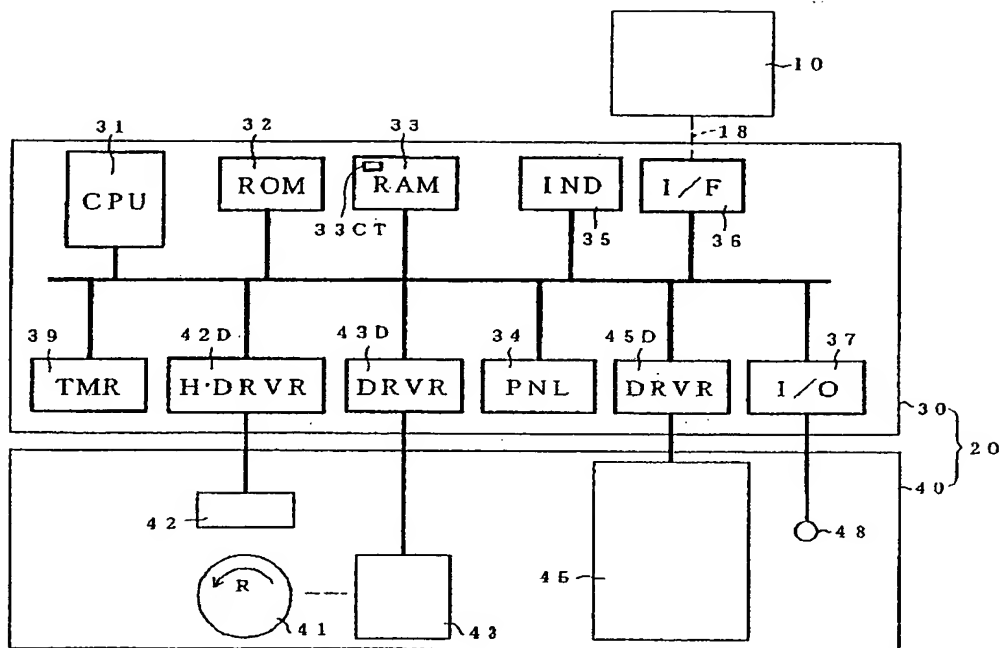 10
18
31
32
33
CPU
ROM
RAM
IND
I/F
33CT
35
36
39
42D
43D
34
45D
37
TMR
H·DRVR
DRVR
PNL
DRVR
I/O
30
20
40
42
48
45
R
41
43